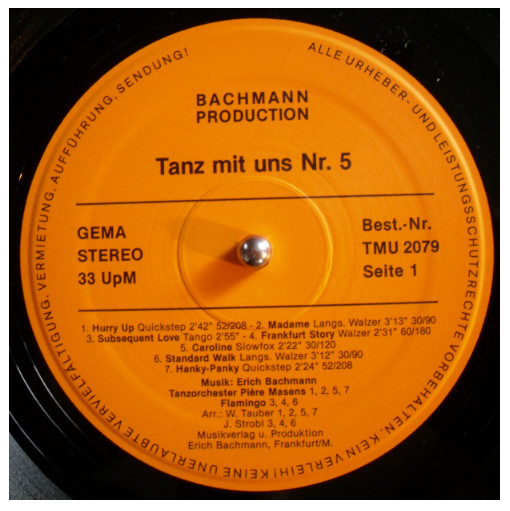 ALLE URHEBER- UND LEISTUNGSSCHUTZRECHTE VORBEHALTEN. KEIN VERLEIH! KEINE UNERLAUBTE VERVIELFÄLTIGUNG, VERMIETUNG, AUFFÜHRUNG, SENDUNG!
BACHMANN
PRODUCTION
Tanz mit uns Nr. 5
GEMA
STEREO
33 UpM
Best.-Nr.
TMU 2079
Seite 1
1. Hurry Up Quickstep 2'42" 52/208 - 2. Madame Langs. Walzer 3'13" 30/90
3. Subsequent Love Tango 2'55" - 4. Frankfurt Story Walzer 2'31" 60/180
5. Caroline Slowfox 2'22" 30/120
6. Standard Walk Langs. Walzer 3'12" 30/90
7. Hanky-Panky Quickstep 2'24" 52/208
Musik: Erich Bachmann
Tanzorchester Pière Masens 1, 2, 5, 7
Flamingo 3, 4, 6
Arr.: W. Tauber 1, 2, 5, 7
J. Strobl 3, 4, 6
Musikverlag u. Produktion
Erich Bachmann, Frankfurt/M.